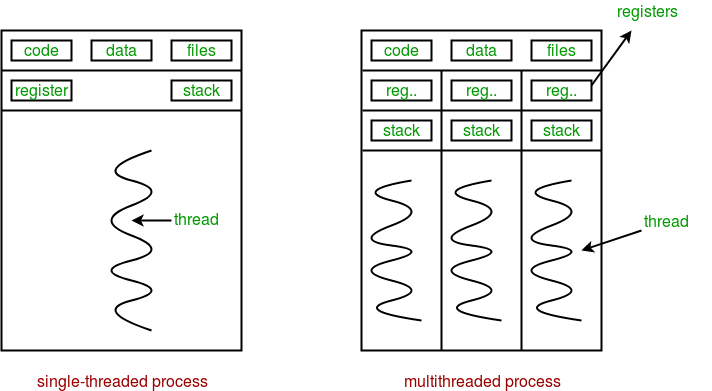 registers
code data files
register stack
thread
single-threaded process
code data files
reg.. reg.. reg..
stack stack stack
thread
multithreaded process